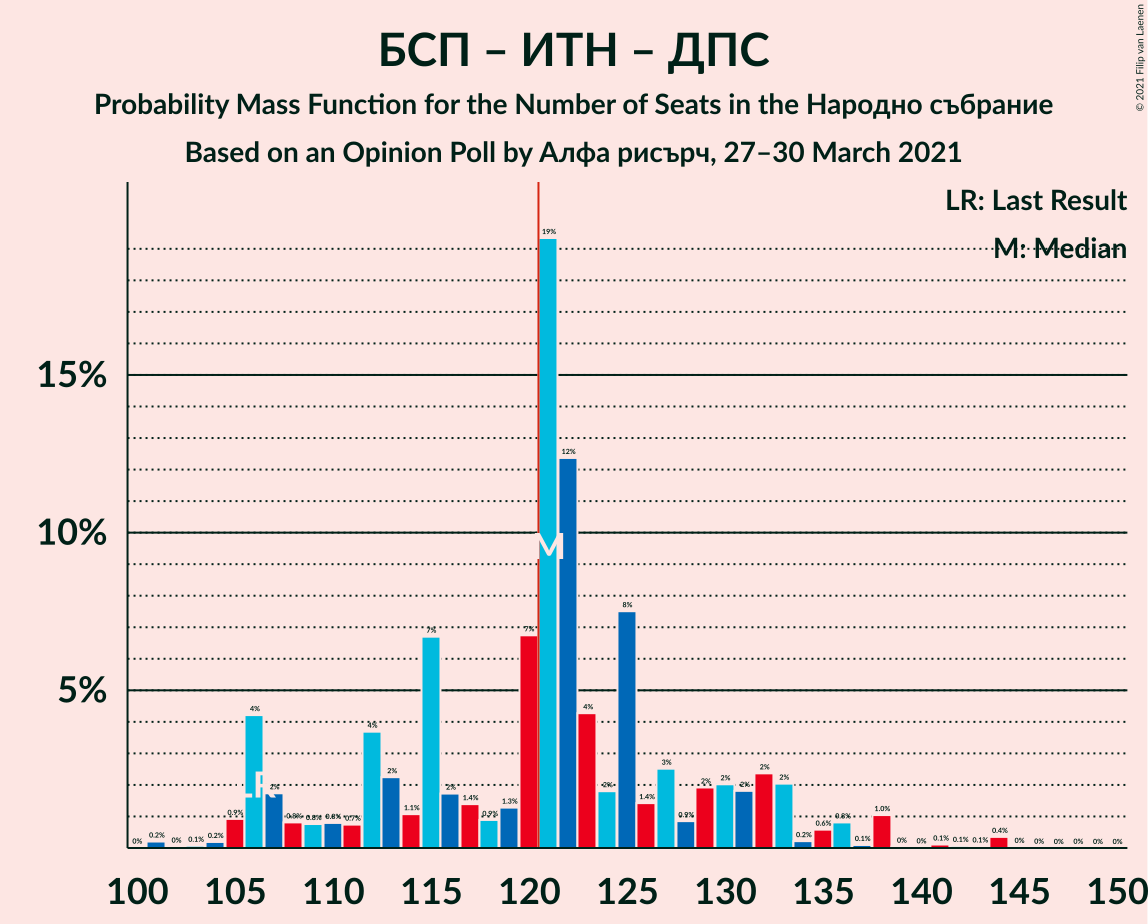 БСП – ИТН – ДПС
Probability Mass Function for the Number of Seats in the Народно събрание
Based on an Opinion Poll by Алфа рисърч, 27–30 March 2021
© 2021 Filip van Laenen
LR: Last Result
M: Median
15%
10%
5%
0% 0.2% 0% 0.1% 0.2% 0.9% 4% 2% 0.8% 0.8% 0.8% 0.7% 4% 2% 1.1% 7% 2% 1.4% 0.9% 1.3% 7% 19% 12% 4% 2% 8% 1.4% 3% 0.9% 2% 2% 2% 2% 2% 0.2% 0.6% 0.8% 0.1% 1.0% 0% 0% 0.1% 0.1% 0.1% 0.4% 0% 0% 0% 0% 0% 0%
LR
M
100 105 110 115 120 125 130 135 140 145 150